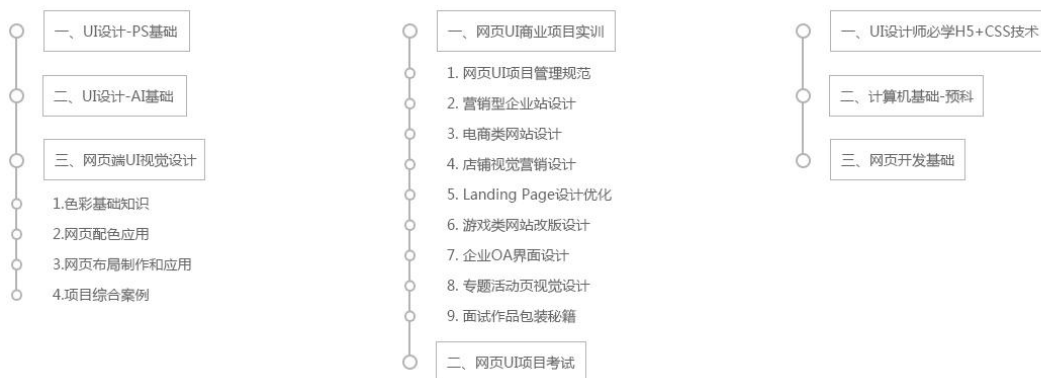 一、UI设计-PS基础
二、UI设计-AI基础
三、网页端UI视觉设计
1.色彩基础知识
2.网页配色应用
3.网页布局制作和应用
4.项目综合案例
一、网页UI商业项目实训
1. 网页UI项目管理规范
2. 营销型企业站设计
3. 电商类网站设计
4. 店铺视觉营销设计
5. Landing Page设计优化
6. 游戏类网站改版设计
7. 企业OA界面设计
8. 专题活动页视觉设计
9. 面试作品包装秘籍
二、网页UI项目考试
一、UI设计师必学H5+CSS技术
二、计算机基础-预科
三、网页开发基础